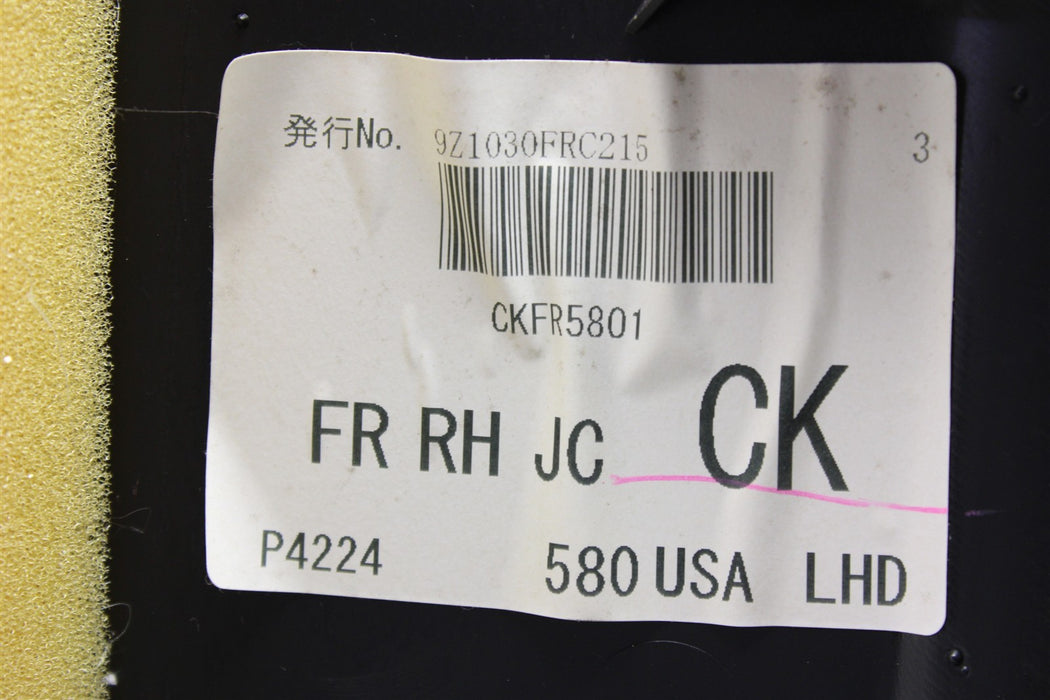 発行No. 9Z1030FRC215 3
CKFR5801
FR RH JC CK
P4224 580 USA LHD